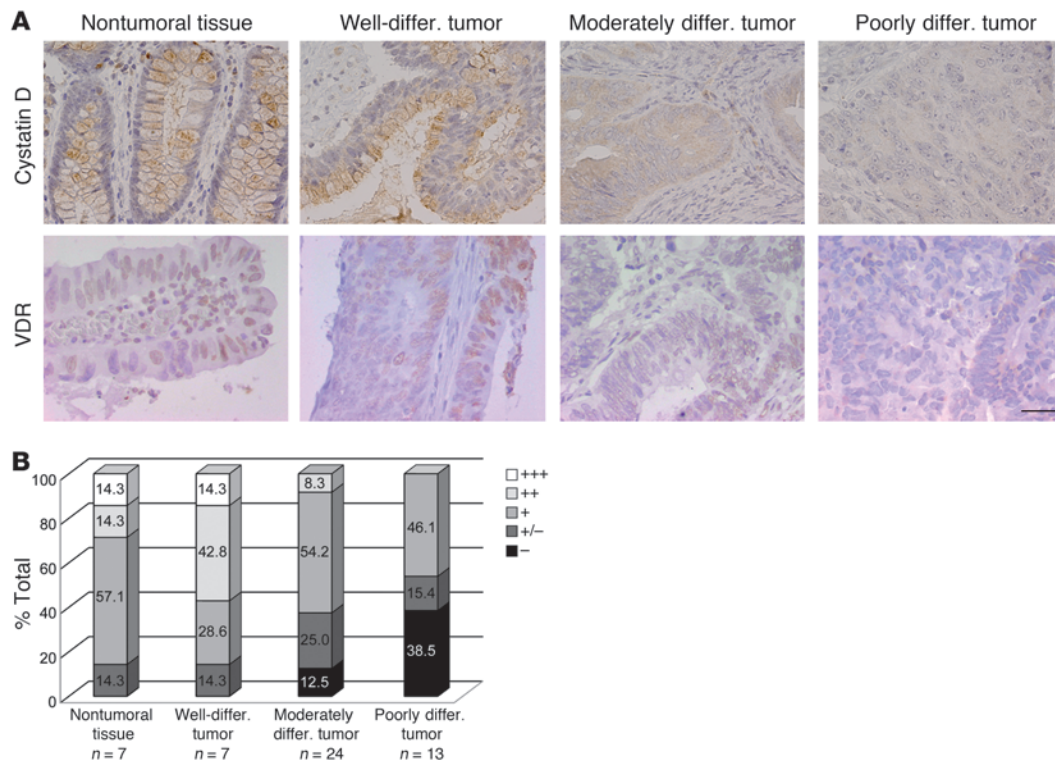 A
Nontumoral tissue
Well-differ. tumor
Moderately differ. tumor
Poorly differ. tumor
Cystatin D
VDR
B
% Total
100
80
60
40
20
0
14.3
14.3
57.1
14.3
14.3
42.8
28.6
14.3
8.3
54.2
25.0
12.5
46.1
15.4
38.5
+++
++
+
+/–
–
Nontumoral
tissue
n = 7
Well-differ.
tumor
n = 7
Moderately
differ. tumor
n = 24
Poorly differ.
tumor
n = 13